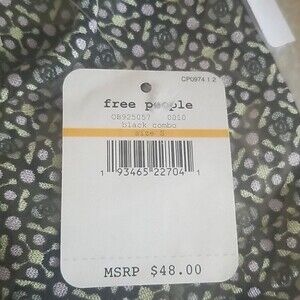 CP0974 1 2
free people
OB925057 0010
black combo
size S
1 93465 22704 1
MSRP $48.00